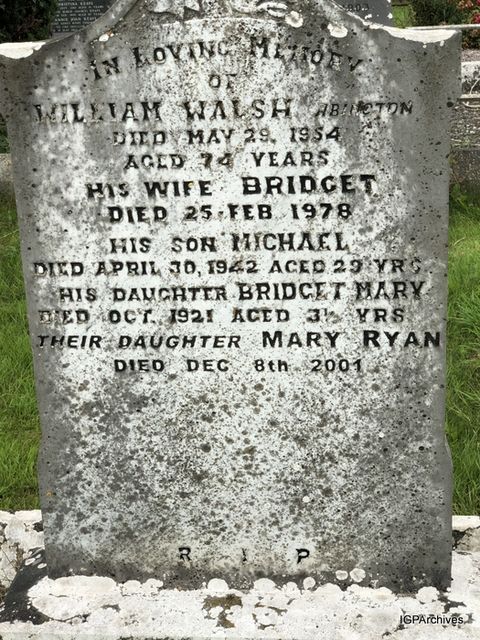 IN LOVING MEMORY
OF
WILLIAM WALSH ABINGTON
DIED MAY 29, 1954
AGED 74 YEARS
HIS WIFE BRIDGET
DIED 25 FEB 1978
HIS SON MICHAEL
DIED APRIL 30, 1942 AGED 29 YRS
HIS DAUGHTER BRIDGET MARY
DIED OCT. 1921 AGED 3½ YRS
THEIR DAUGHTER MARY RYAN
DIED DEC 8th 2001
R I P
IGPArchives